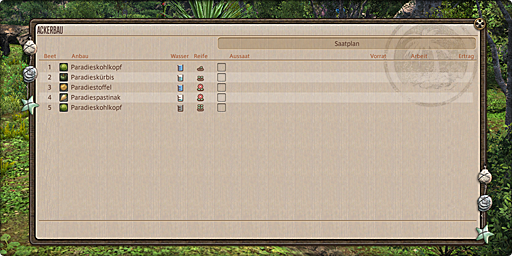 ACKERBAU
Saatplan
Beet Anbau Wasser Reife Aussaat Vorrat Arbeit Ertrag
1 Paradieskohlkopf
2 Paradieskürbis
3 Paradiestoffel
4 Paradiespastinak
5 Paradieskohlkopf